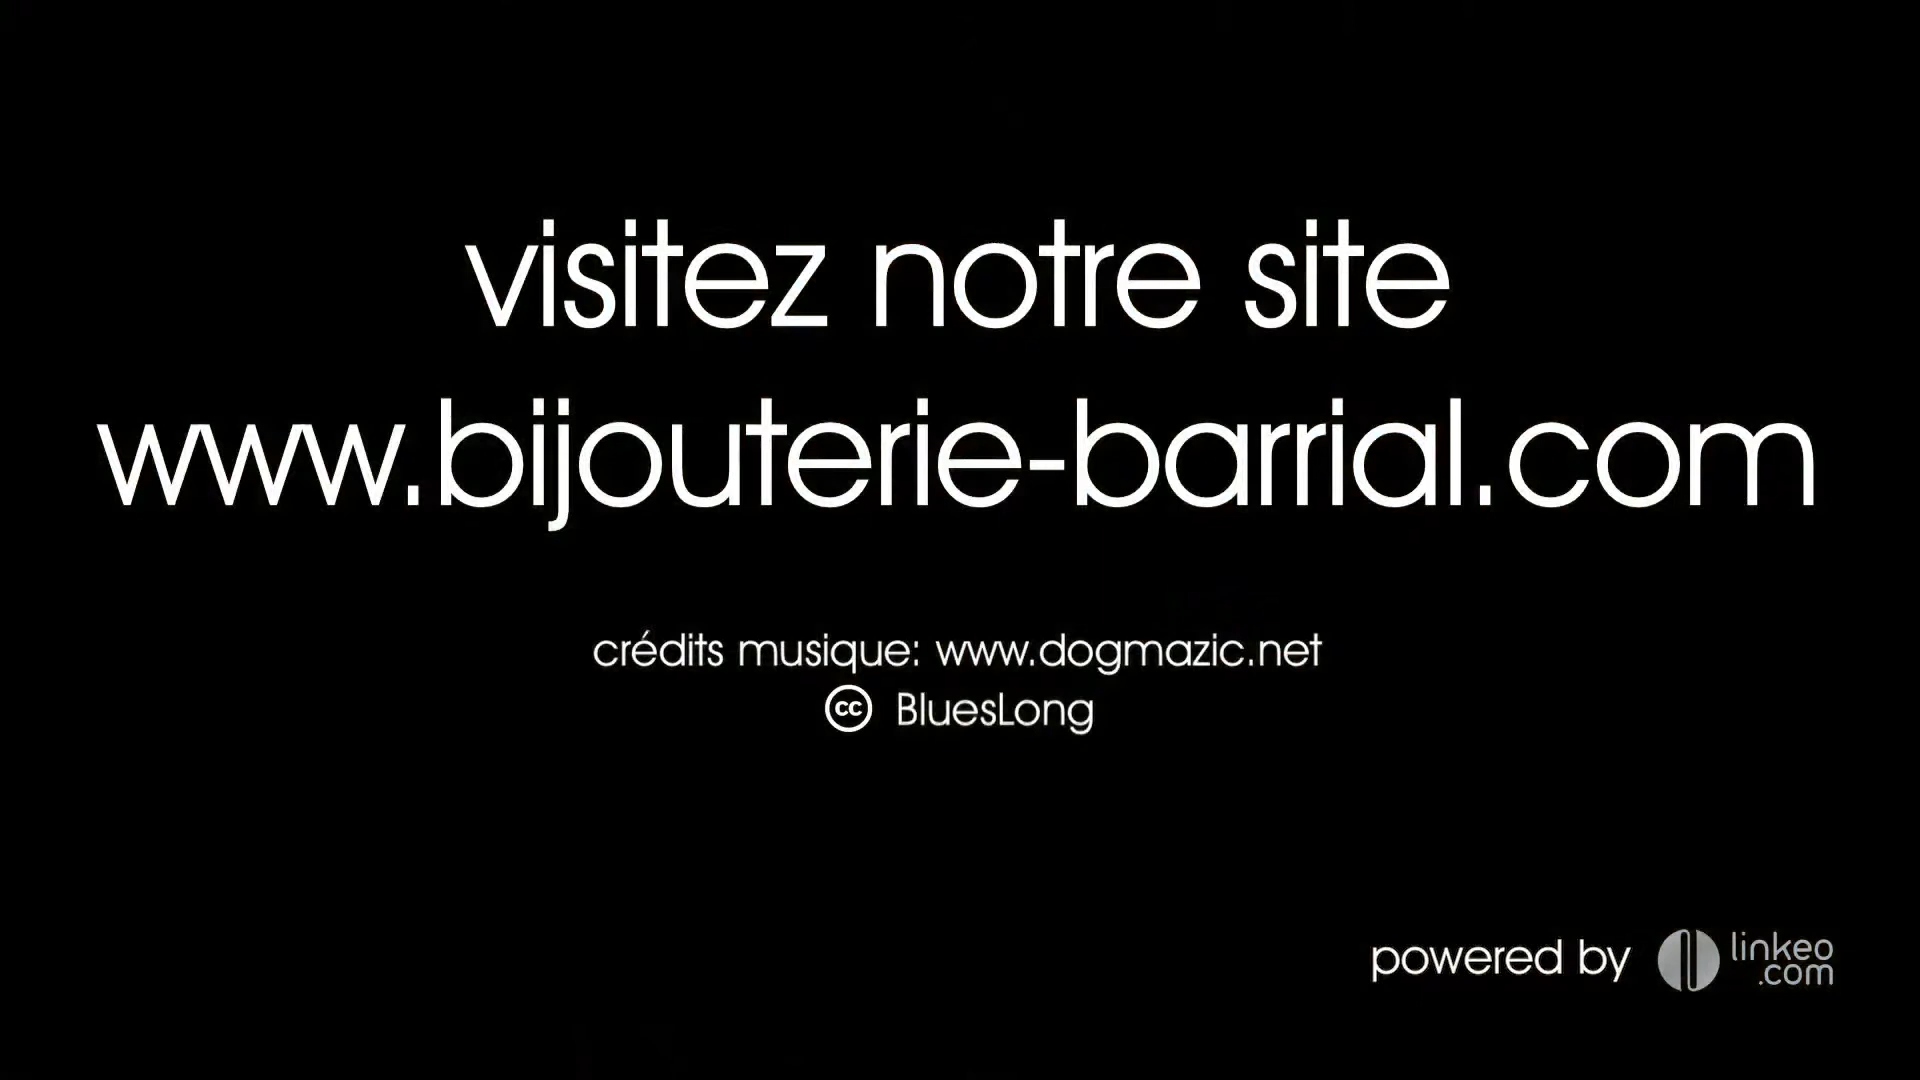 visitez notre site
www.bijouterie-barrial.com
crédits musique: www.dogmazic.net
cc BluesLong
powered by linkeo
.com